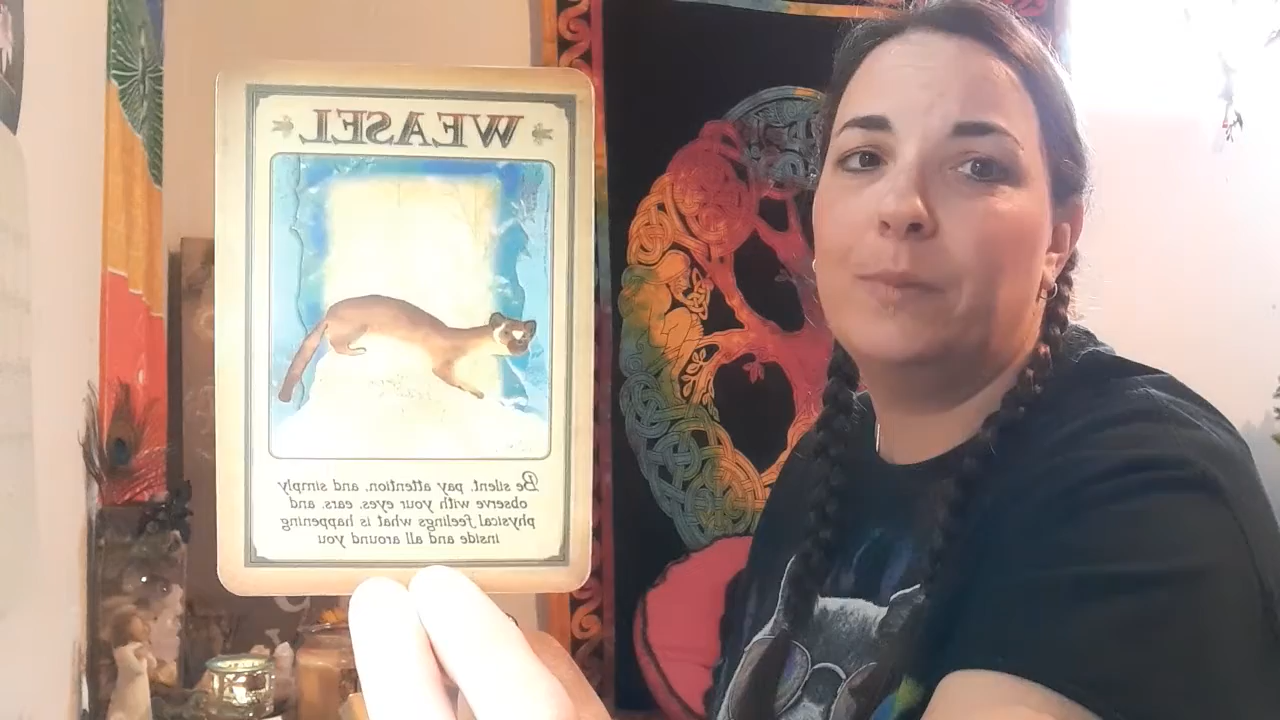 WEASEL
Be silent, pay attention, and simply
observe with your eyes, ears, and
physical feelings what is happening
inside and all around you